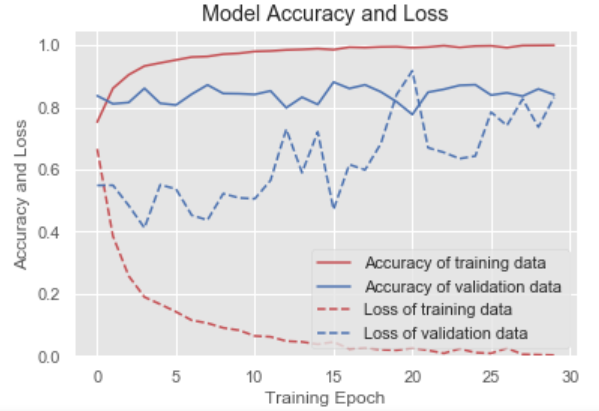 Model Accuracy and Loss
Accuracy and Loss
1.0
0.8
0.6
0.4
0.2
0.0
Accuracy of training data
Accuracy of validation data
Loss of training data
Loss of validation data
0 5 10 15 20 25 30
Training Epoch